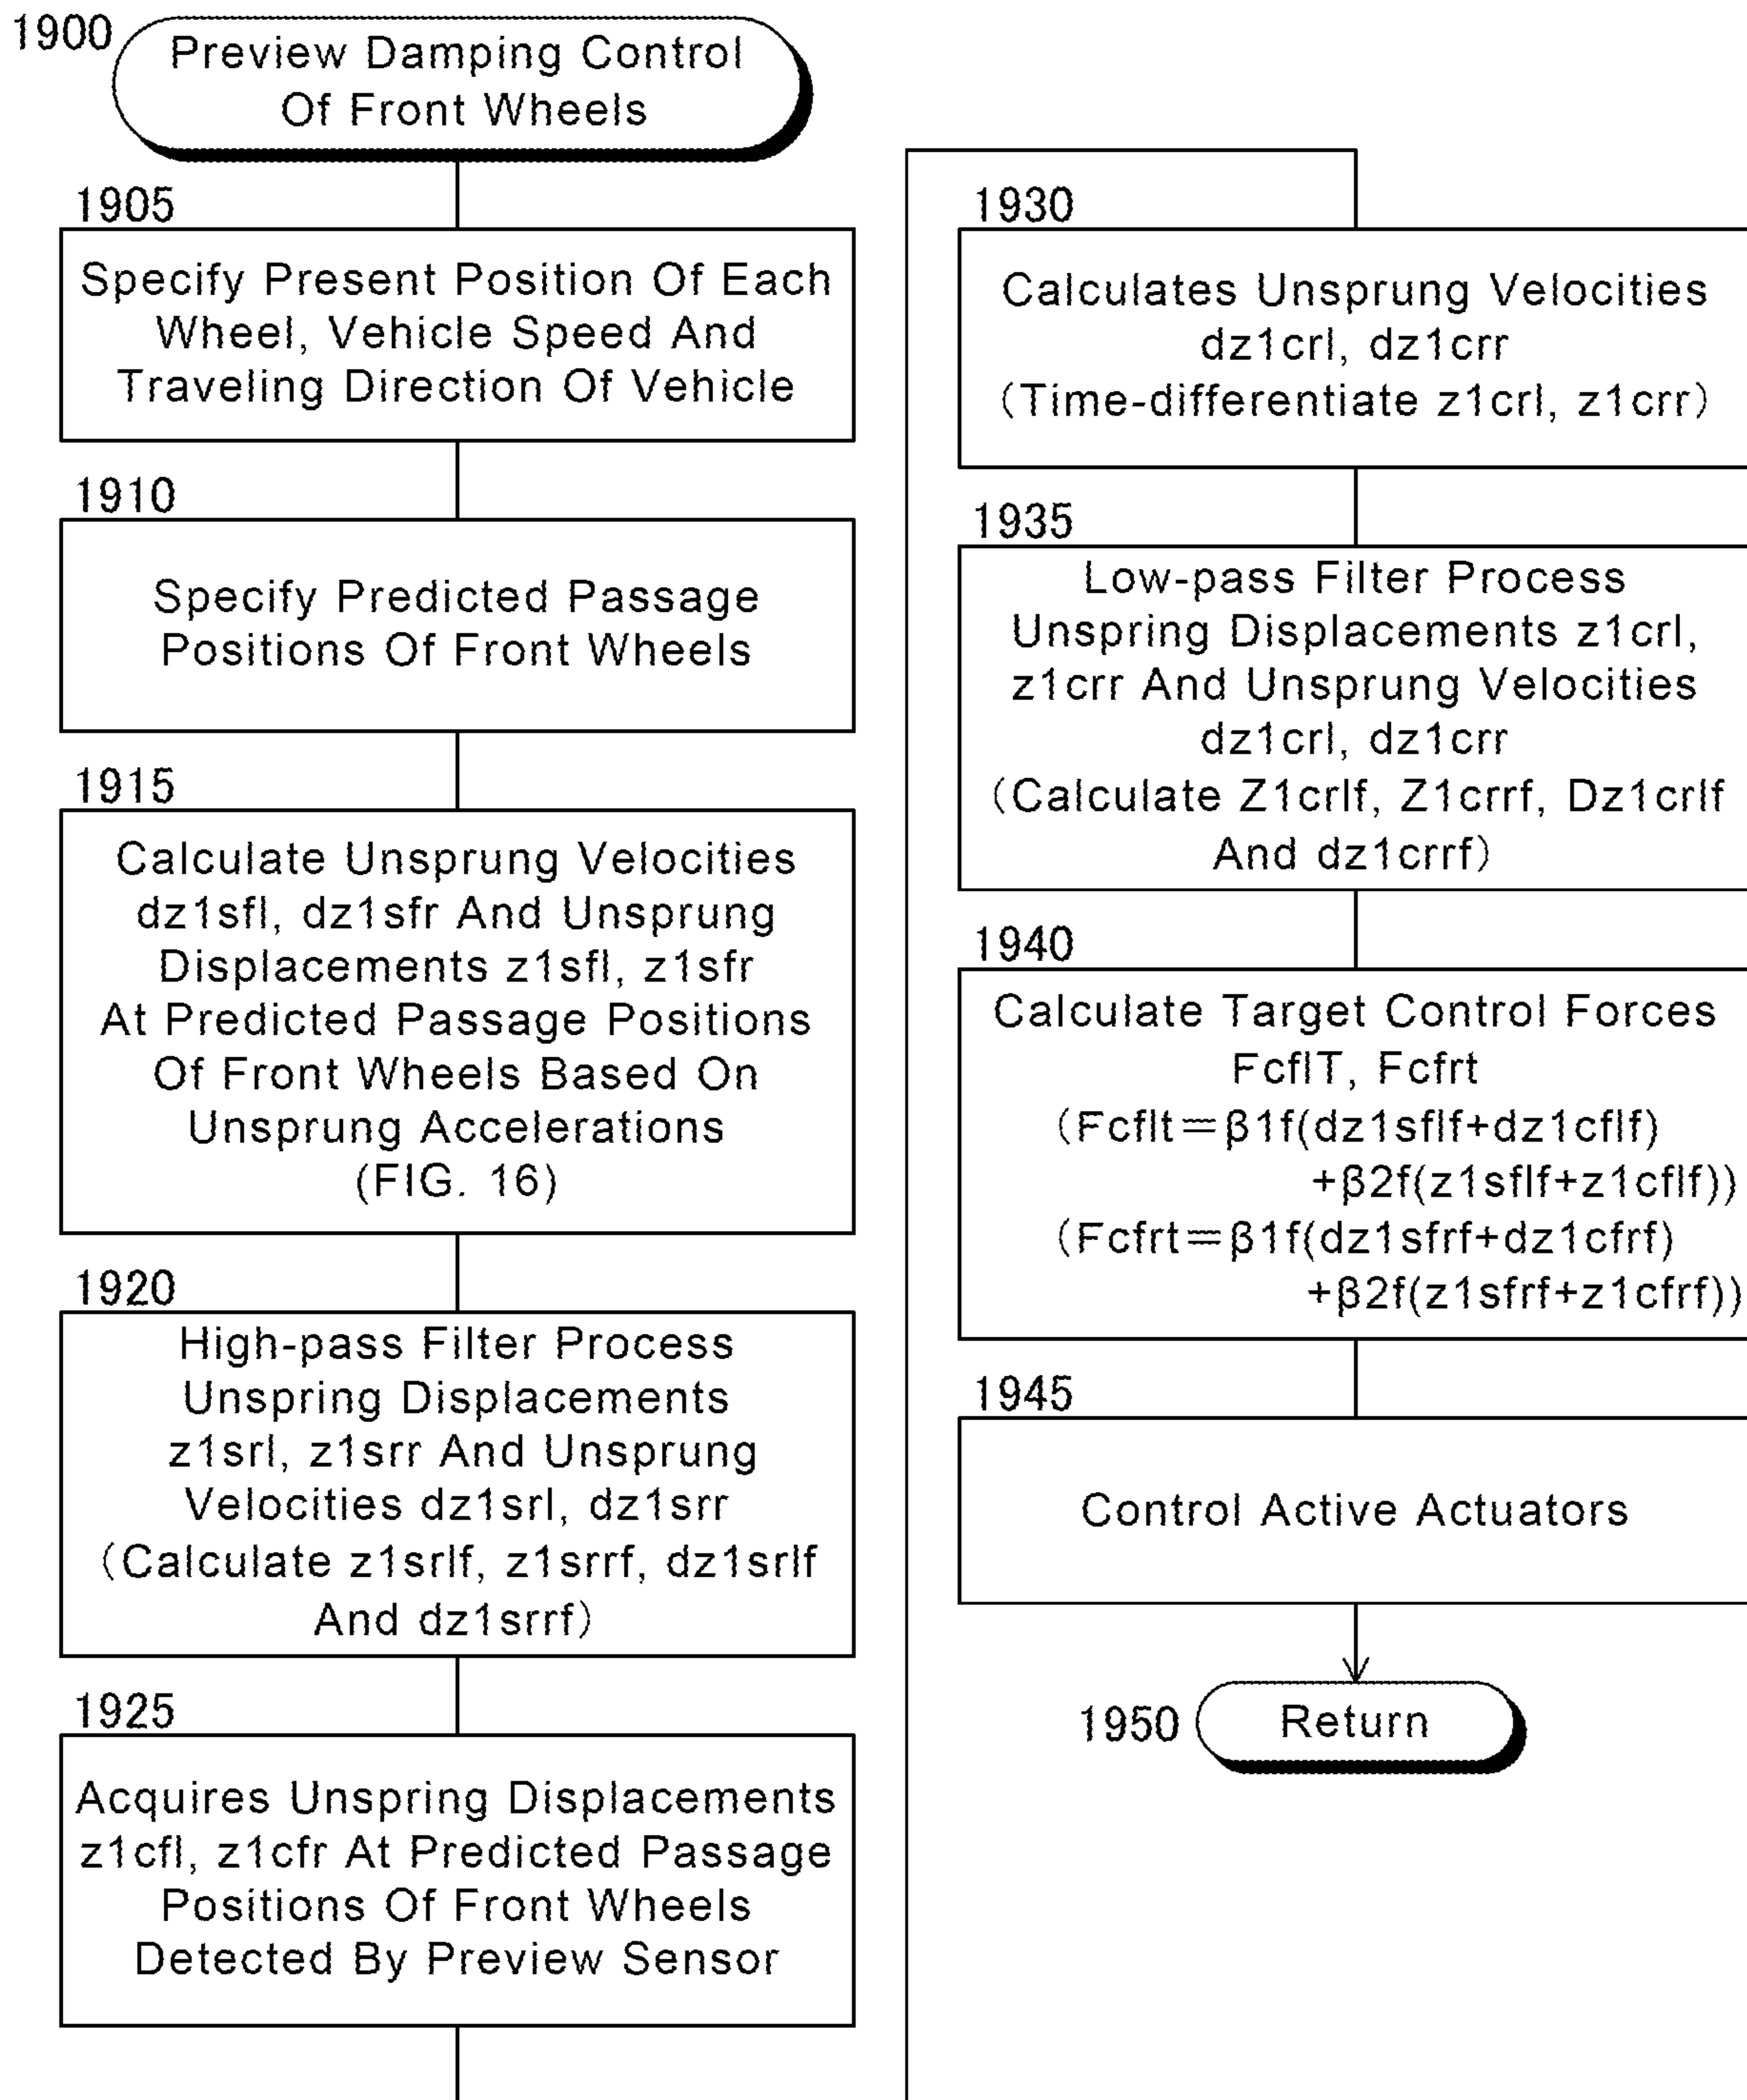 1900
Preview Damping Control
Of Front Wheels
1905
Specify Present Position Of Each
Wheel, Vehicle Speed And
Traveling Direction Of Vehicle
1910
Specify Predicted Passage
Positions Of Front Wheels
1915
Calculate Unsprung Velocities
dz1sfl, dz1sfr And Unsprung
Displacements z1sfl, z1sfr
At Predicted Passage Positions
Of Front Wheels Based On
Unsprung Accelerations
(FIG. 16)
1920
High-pass Filter Process
Unspring Displacements
z1srl, z1srr And Unsprung
Velocities dz1srl, dz1srr
(Calculate z1srlf, z1srrf, dz1srlf
And dz1srrf)
1925
Acquires Unspring Displacements
z1cfl, z1cfr At Predicted Passage
Positions Of Front Wheels
Detected By Preview Sensor
1930
Calculates Unsprung Velocities
dz1crl, dz1crr
(Time-differentiate z1crl, z1crr)
1935
Low-pass Filter Process
Unspring Displacements z1crl,
z1crr And Unsprung Velocities
dz1crl, dz1crr
(Calculate Z1crlf, Z1crrf, Dz1crlf
And dz1crrf)
1940
Calculate Target Control Forces
FcflT, Fcfrt
(Fcflt=β1f(dz1sflf+dz1cflf)
+β2f(z1sflf+z1cflf))
(Fcfrt=β1f(dz1sfrf+dz1cfrf)
+β2f(z1sfrf+z1cfrf))
1945
Control Active Actuators
1950
Return